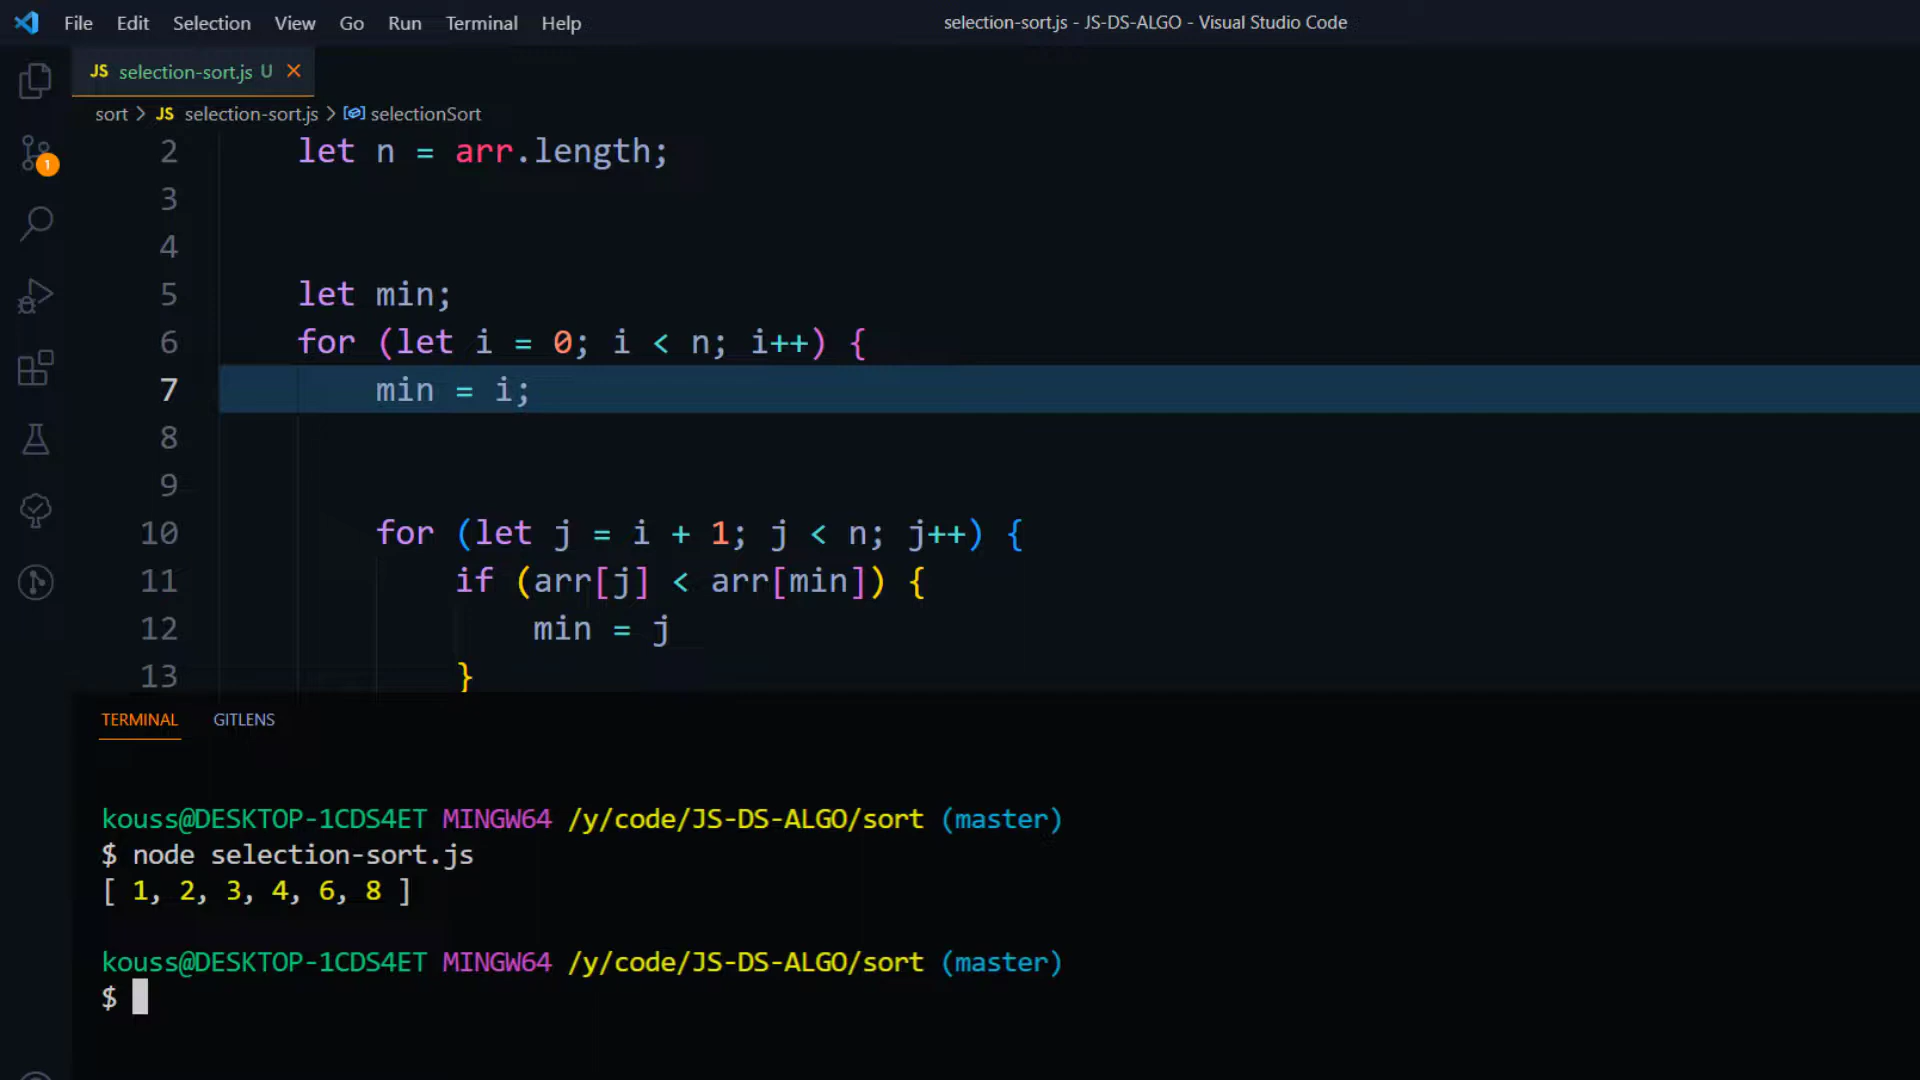 File Edit Selection View Go Run Terminal Help selection-sort.js - JS-DS-ALGO - Visual Studio Code
JS selection-sort.js U
sort > JS selection-sort.js > selectionSort
1
2 let n = arr.length;
3
4
5 let min;
6 for (let i = 0; i < n; i++) {
7 min = i;
8
9
10 for (let j = i + 1; j < n; j++) {
11 if (arr[j] < arr[min]) {
12 min = j
13 }
TERMINAL GITLENS
kouss@DESKTOP-1CDS4ET MINGW64 /y/code/JS-DS-ALGO/sort (master)
$ node selection-sort.js
[ 1, 2, 3, 4, 6, 8 ]
kouss@DESKTOP-1CDS4ET MINGW64 /y/code/JS-DS-ALGO/sort (master)
$